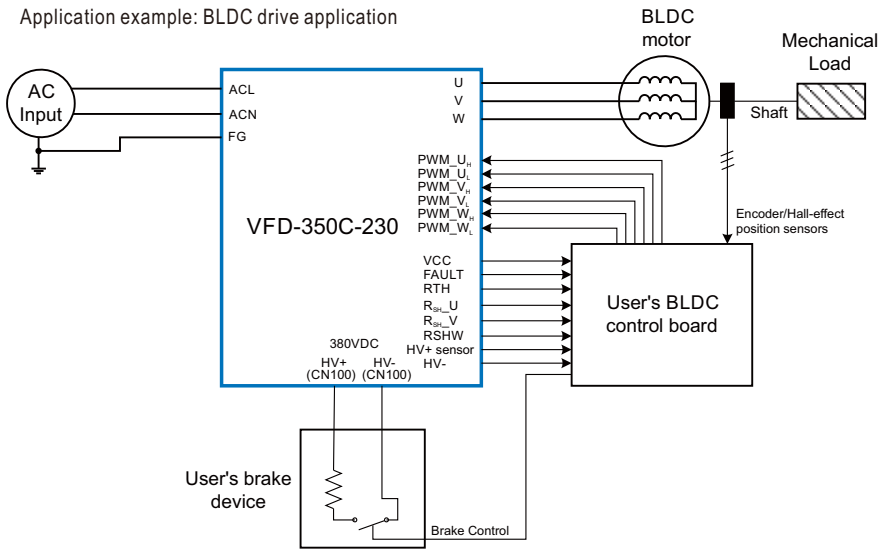 Application example: BLDC drive application
BLDC
motor
Mechanical
Load
AC
Input
ACL
ACN
FG
U
V
W
Shaft
PWM_UH
PWM_UL
PWM_VH
PWM_VL
PWM_WH
PWM_WL
VFD-350C-230
Encoder/Hall-effect
position sensors
VCC
FAULT
RTH
RSH_U
RSH_V
RSHW
HV+ sensor
HV-
User's BLDC
control board
380VDC
HV+ HV-
(CN100) (CN100)
User's brake
device
Brake Control